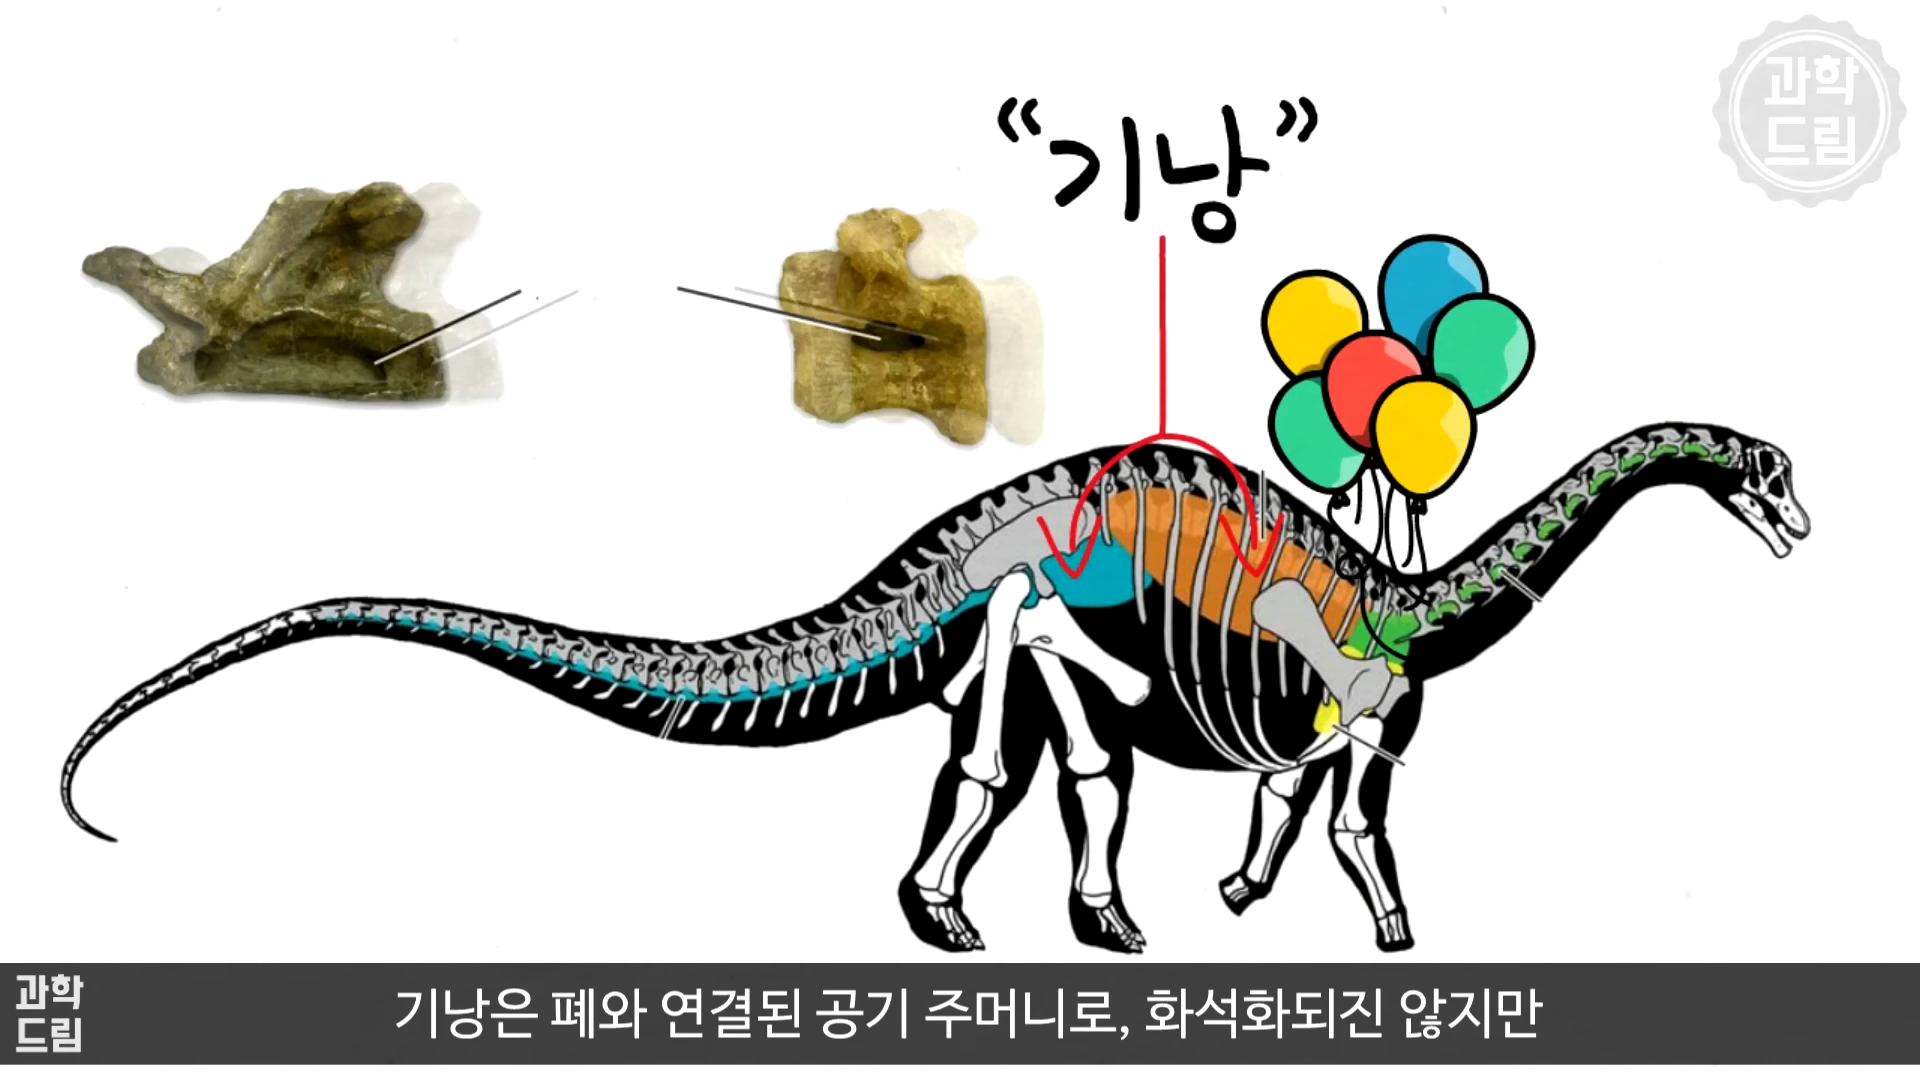 과학
드림
“기낭”
과학
드림
기낭은 폐와 연결된 공기 주머니로, 화석화되진 않지만